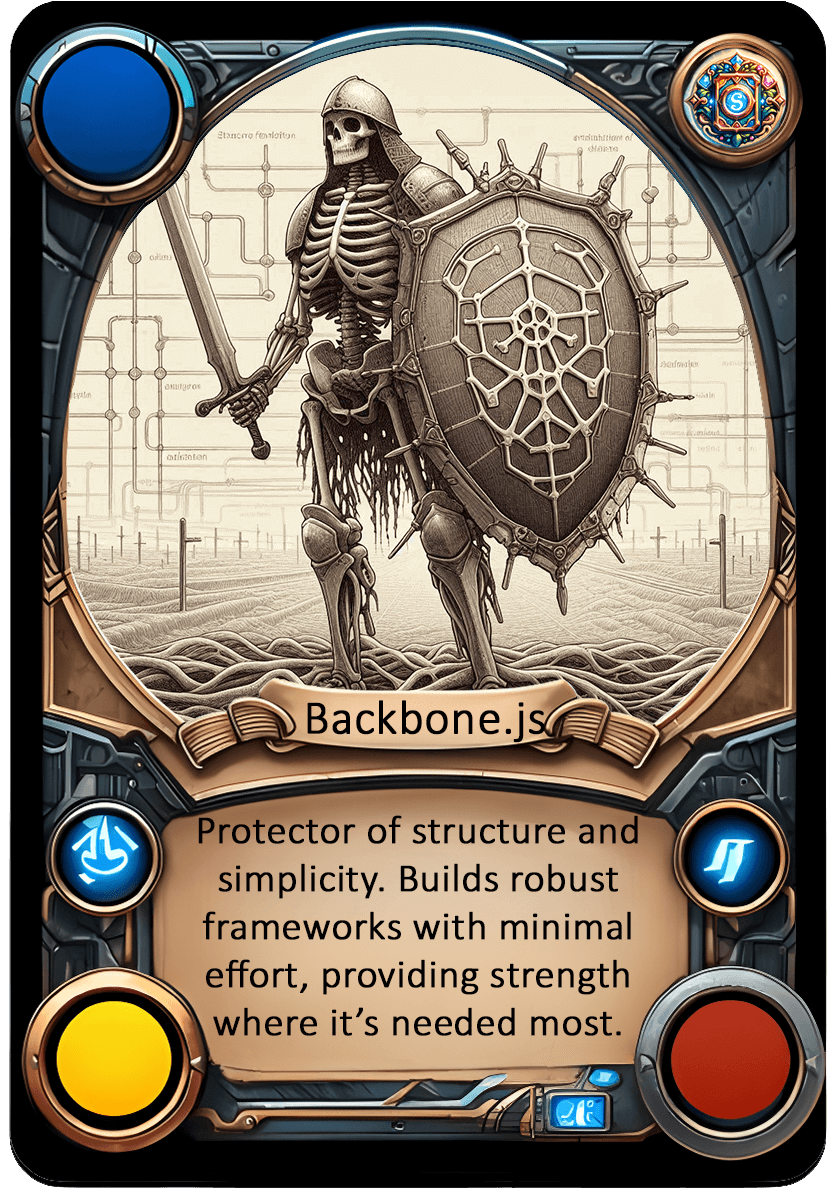 S
Backbone.js
Protector of structure and
simplicity. Builds robust
frameworks with minimal
effort, providing strength
where it’s needed most.